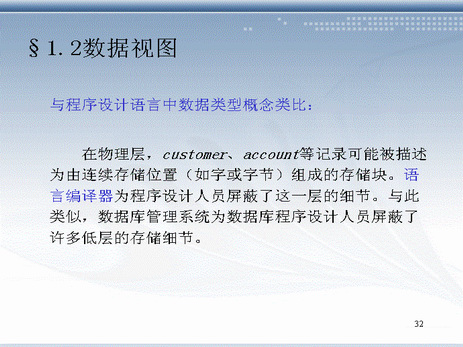 §1.2数据视图
与程序设计语言中数据类型概念类比：
在物理层，customer、account等记录可能被描述
为由连续存储位置（如字或字节）组成的存储块。语
言编译器为程序设计人员屏蔽了这一层的细节。与此
类似，数据库管理系统为数据库程序设计人员屏蔽了
许多低层的存储细节。
32